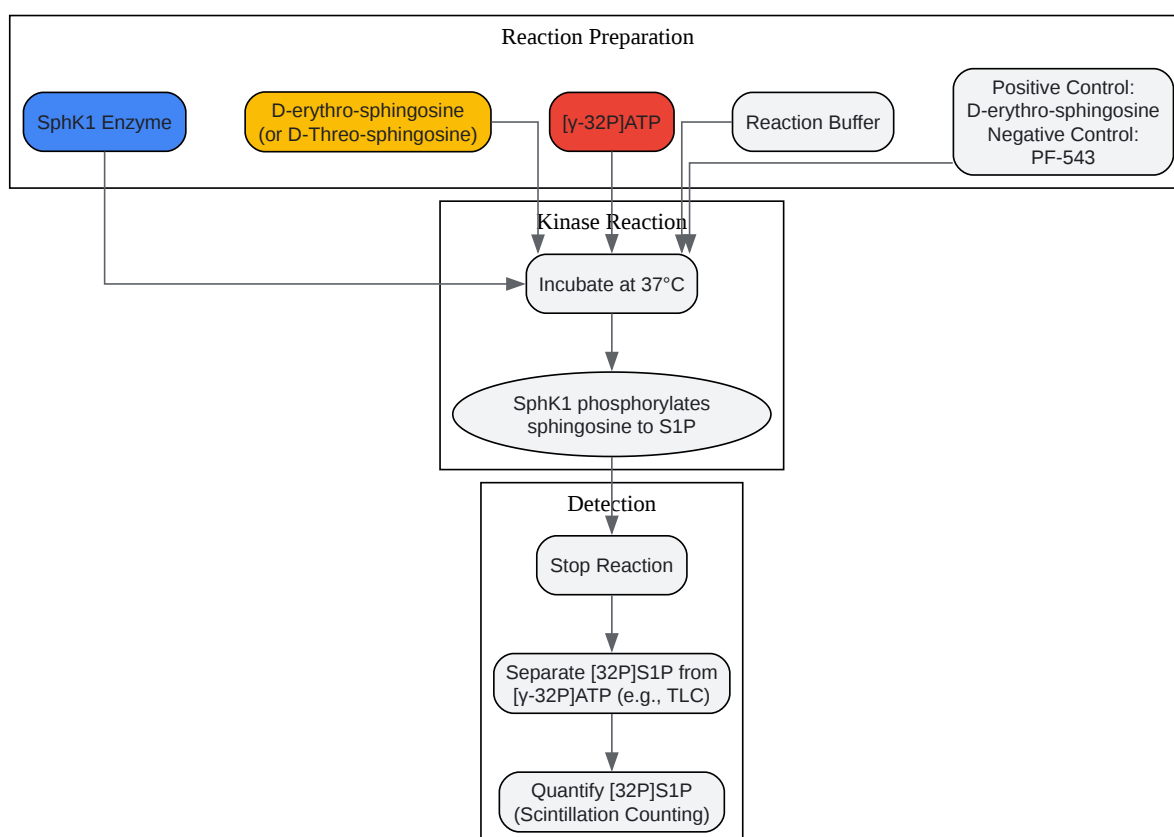 Reaction Preparation
SphK1 Enzyme
D-erythro-sphingosine
(or D-Threo-sphingosine)
[γ-32P]ATP
Reaction Buffer
Positive Control:
D-erythro-sphingosine
Negative Control:
PF-543
Kinase Reaction
Incubate at 37°C
SphK1 phosphorylates
sphingosine to S1P
Detection
Stop Reaction
Separate [32P]S1P from
[γ-32P]ATP (e.g., TLC)
Quantify [32P]S1P
(Scintillation Counting)